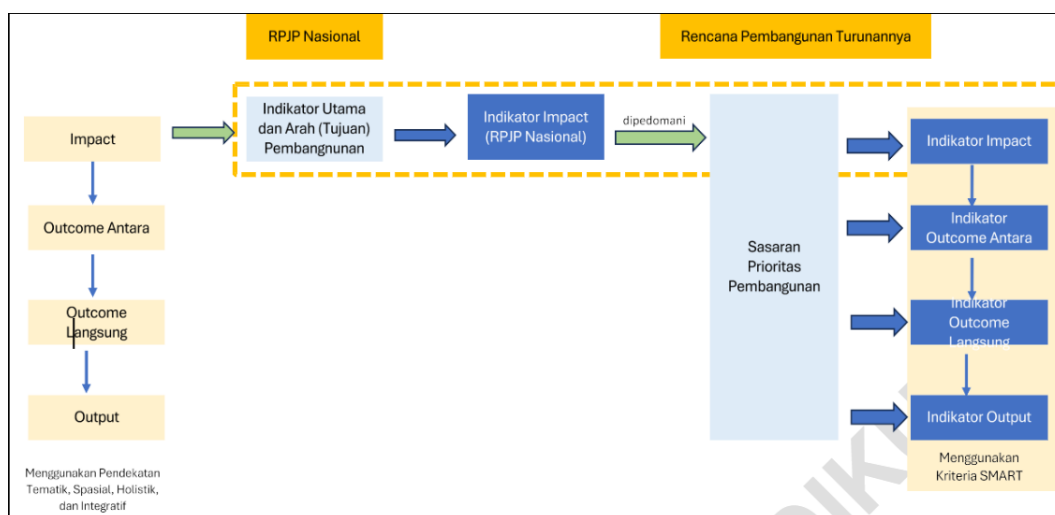 RPJP Nasional
Rencana Pembangunan Turunannya
Impact
Indikator Utama
dan Arah (Tujuan)
Pembangnunan
Indikator Impact
(RPJP Nasional)
dipedomani
Indikator Impact
Outcome Antara
Indikator
Outcome Antara
Sasaran
Prioritas
Pembangunan
Outcome
Langsung
Indikator
Outcome
Langsung
Output
Indikator Output
Menggunakan Pendekatan
Tematik, Spasial, Holistik,
dan Integratif
Menggunakan
Kriteria SMART